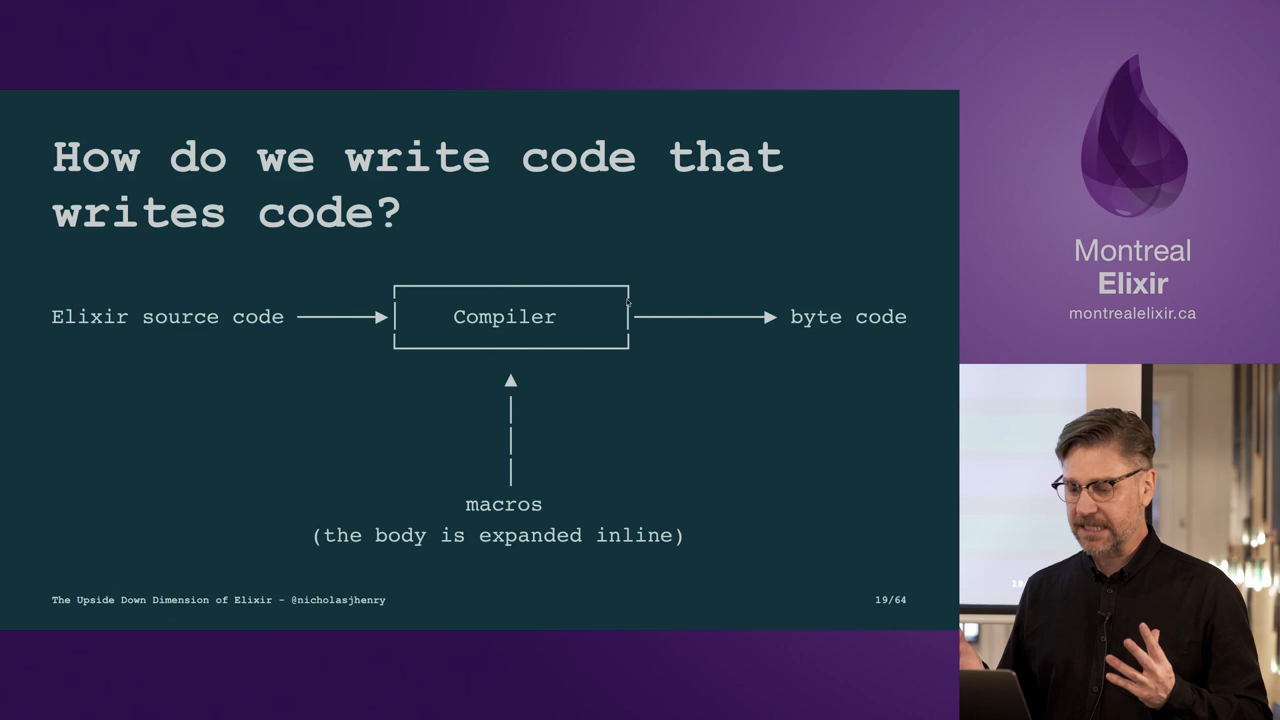 How do we write code that
writes code?
Elixir source code
Compiler
byte code
macros
(the body is expanded inline)
The Upside Down Dimension of Elixir - @nicholasjhenry
19/64
Montreal
Elixir
montrealelixir.ca